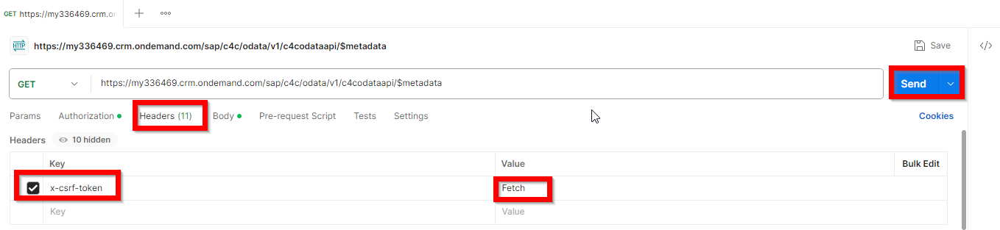 GET https://my336469.crm.on
HTTP https://my336469.crm.ondemand.com/sap/c4c/odata/v1/c4codataapi/$metadata Save
GET https://my336469.crm.ondemand.com/sap/c4c/odata/v1/c4codataapi/$metadata Send
Params Authorization Headers (11) Body Pre-request Script Tests Settings Cookies
Headers 10 hidden
Key Value Bulk Edit
x-csrf-token Fetch
Key Value